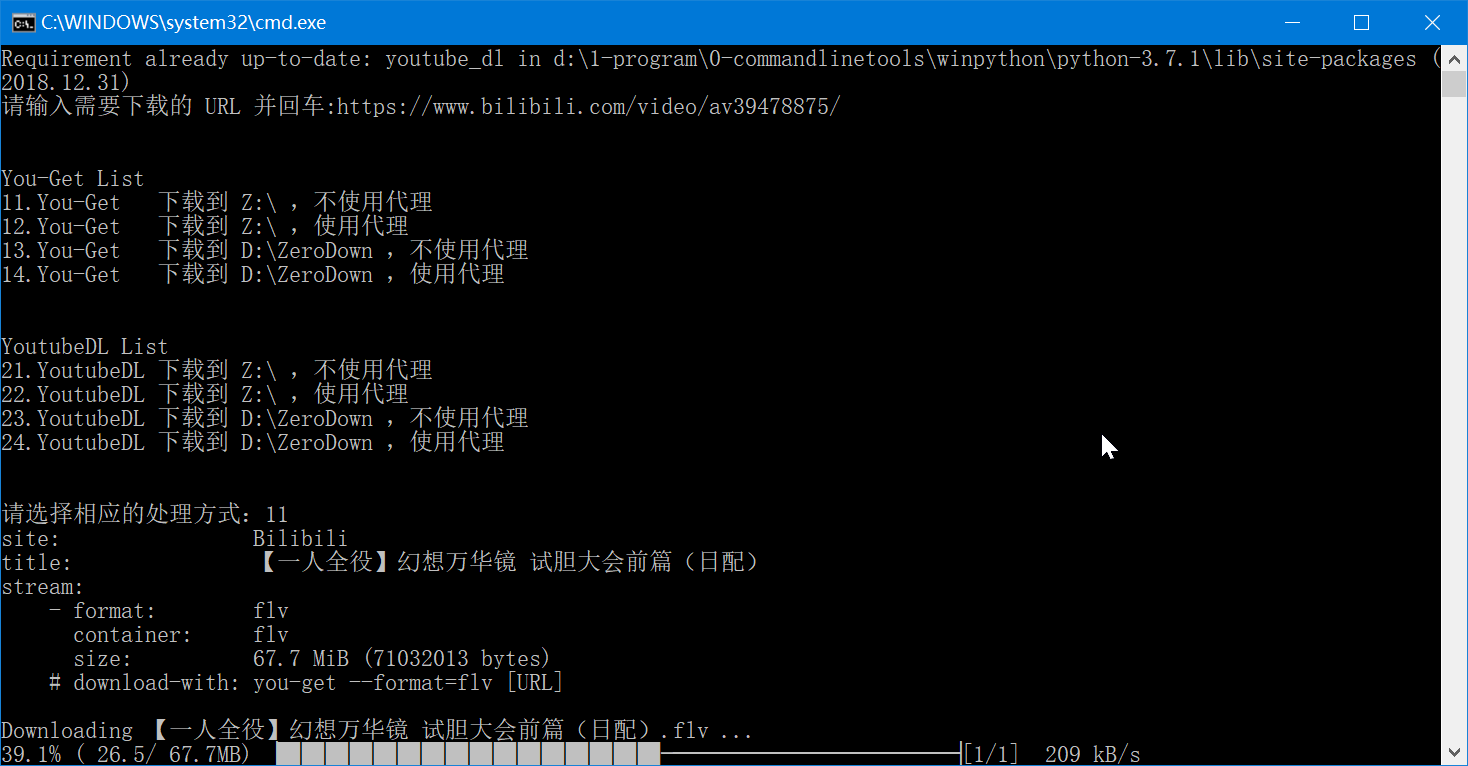 C:\WINDOWS\system32\cmd.exe
Requirement already up-to-date: youtube_dl in d:\1-program\0-commandlinetools\winpython\python-3.7.1\lib\site-packages (
2018.12.31)
请输入需要下载的 URL 并回车:https://www.bilibili.com/video/av39478875/
You-Get List
11.You-Get   下载到 Z:\ ，不使用代理
12.You-Get   下载到 Z:\ ，使用代理
13.You-Get   下载到 D:\ZeroDown ，不使用代理
14.You-Get   下载到 D:\ZeroDown ，使用代理
YoutubeDL List
21.YoutubeDL 下载到 Z:\ ，不使用代理
22.YoutubeDL 下载到 Z:\ ，使用代理
23.YoutubeDL 下载到 D:\ZeroDown ，不使用代理
24.YoutubeDL 下载到 D:\ZeroDown ，使用代理
请选择相应的处理方式：11
site:                Bilibili
title:               【一人全役】幻想万华镜 试胆大会前篇（日配）
stream:
    - format:        flv
      container:     flv
      size:          67.7 MiB (71032013 bytes)
    # download-with: you-get --format=flv [URL]
Downloading 【一人全役】幻想万华镜 试胆大会前篇（日配）.flv ...
39.1% ( 26.5/ 67.7MB) [1/1]  209 kB/s